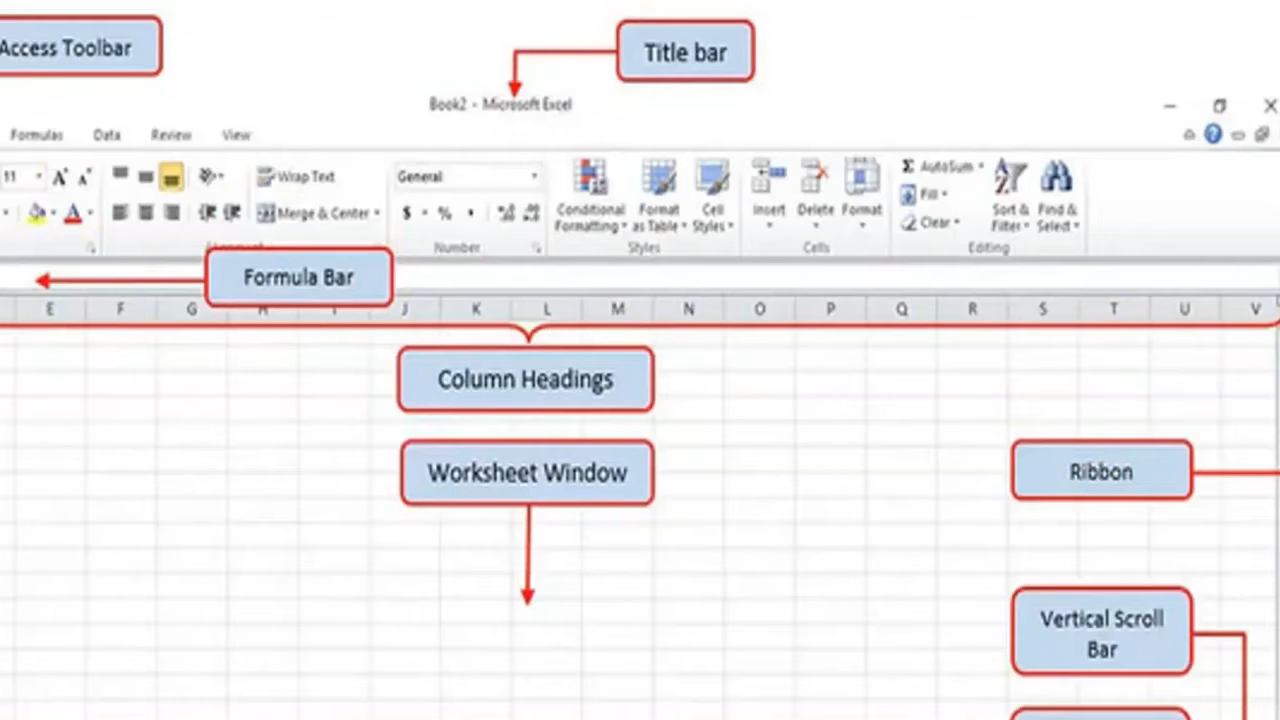 Access Toolbar
Title bar
Book2 - Microsoft Excel
Formulas Data Review View
11 A A Wrap Text General Σ AutoSum
Fill
A Merge & Center $ % Conditional Formatting Format as Table Cell Styles Insert Delete Format Clear Sort & Filter Find & Select
Number Styles Cells Editing
Formula Bar
E F G H I J K L M N O P Q R S T U V
Column Headings
Worksheet Window
Ribbon
Vertical Scroll
Bar